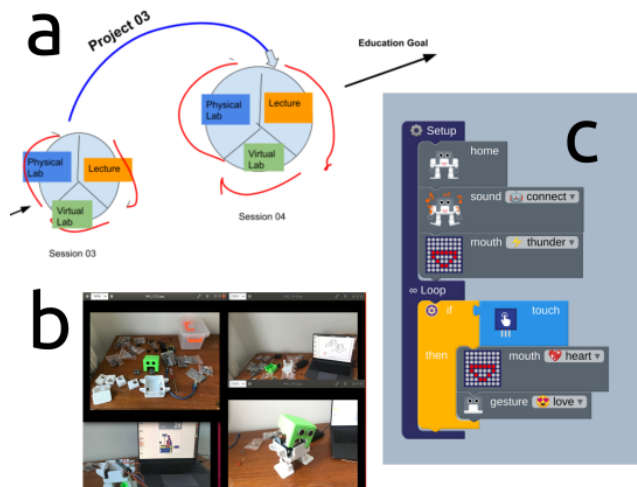 a
Project 03
Education Goal
Physical
Lab
Lecture
Virtual
Lab
Session 04
Physical
Lab
Lecture
Virtual
Lab
Session 03
b
c
Setup
home
sound connect
mouth thunder
∞ Loop
if touch
then mouth heart
gesture love